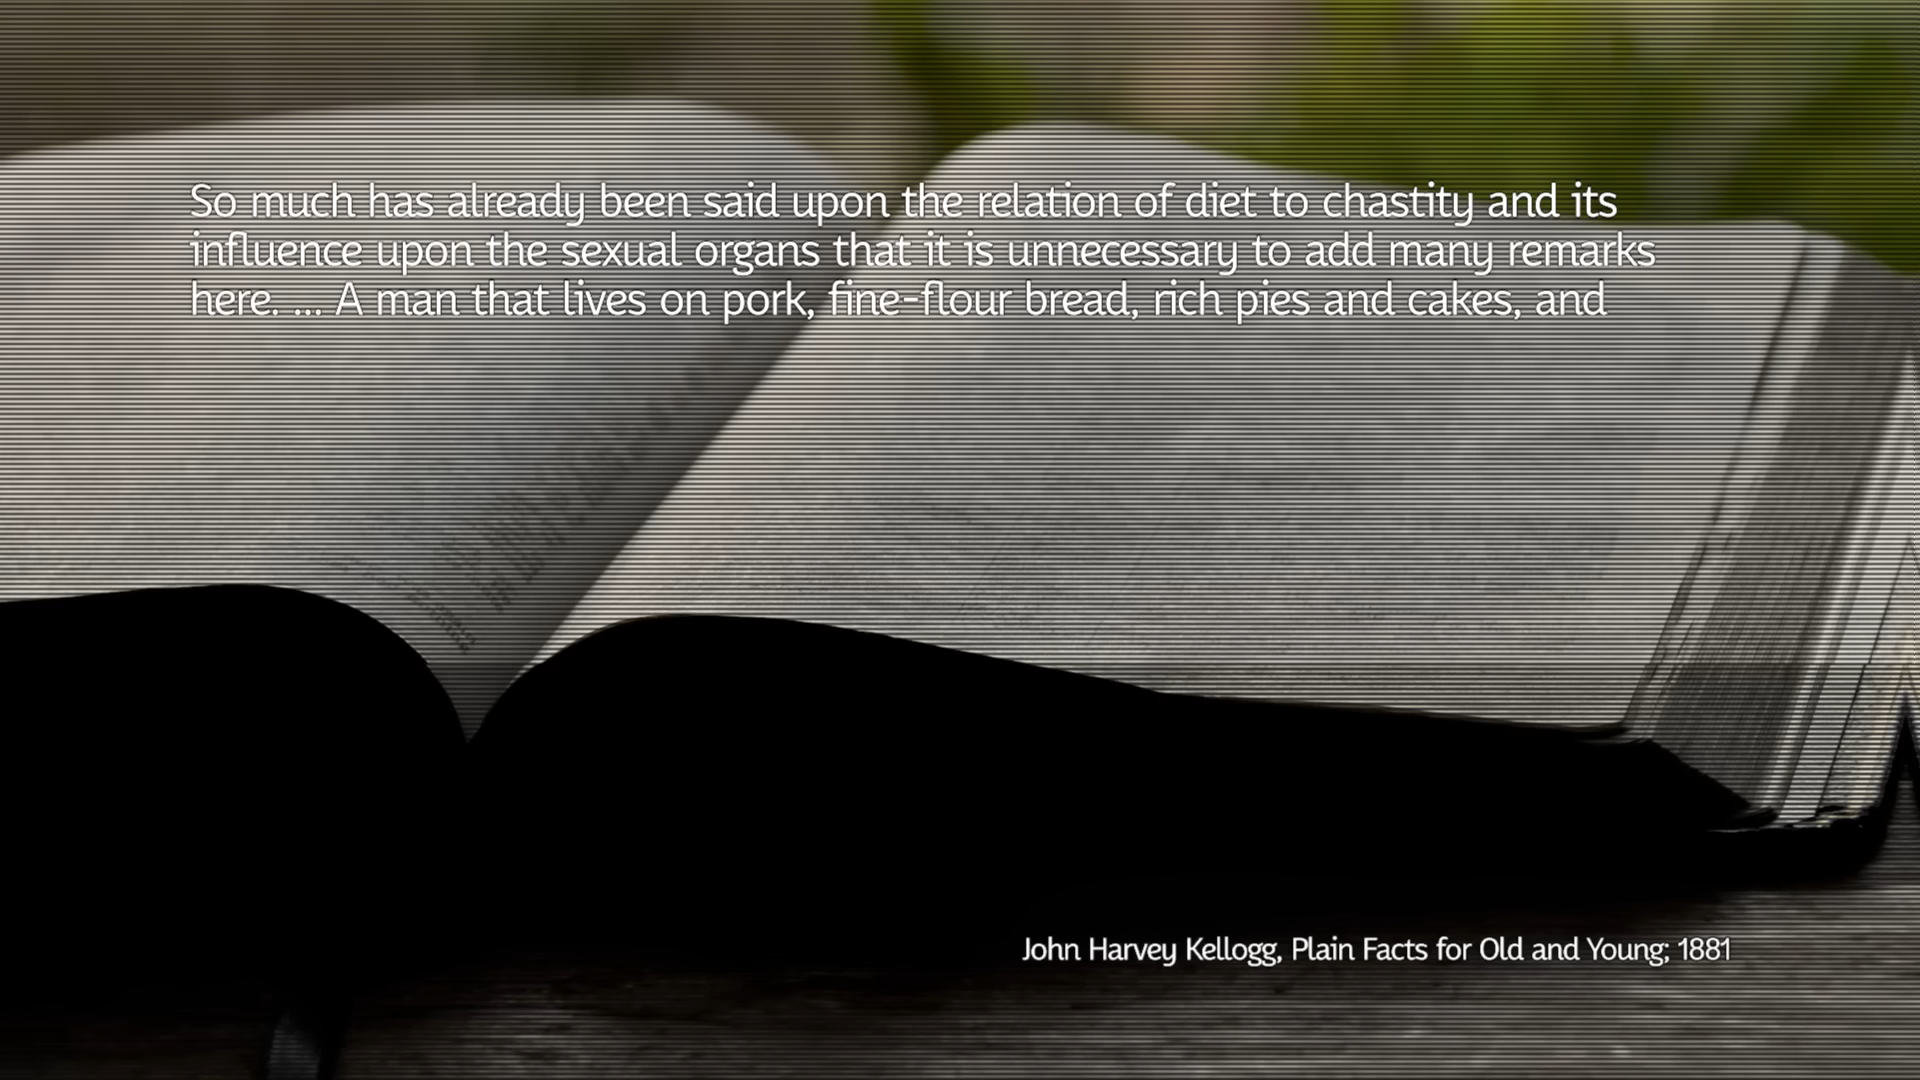 So much has already been said upon the relation of diet to chastity and its
influence upon the sexual organs that it is unnecessary to add many remarks
here. ... A man that lives on pork, fine-flour bread, rich pies and cakes, and
John Harvey Kellogg, Plain Facts for Old and Young; 1881